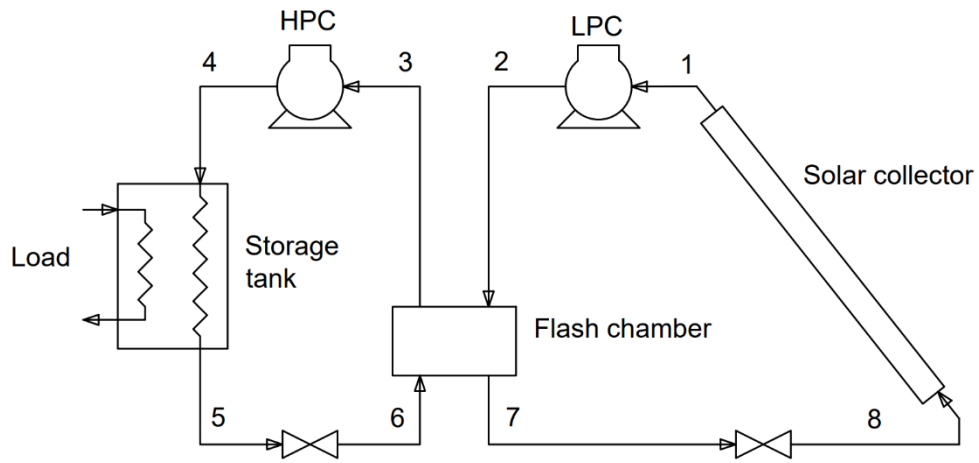 HPC
LPC
4
3
2
1
Solar collector
Load
Storage
tank
Flash chamber
5
6
7
8